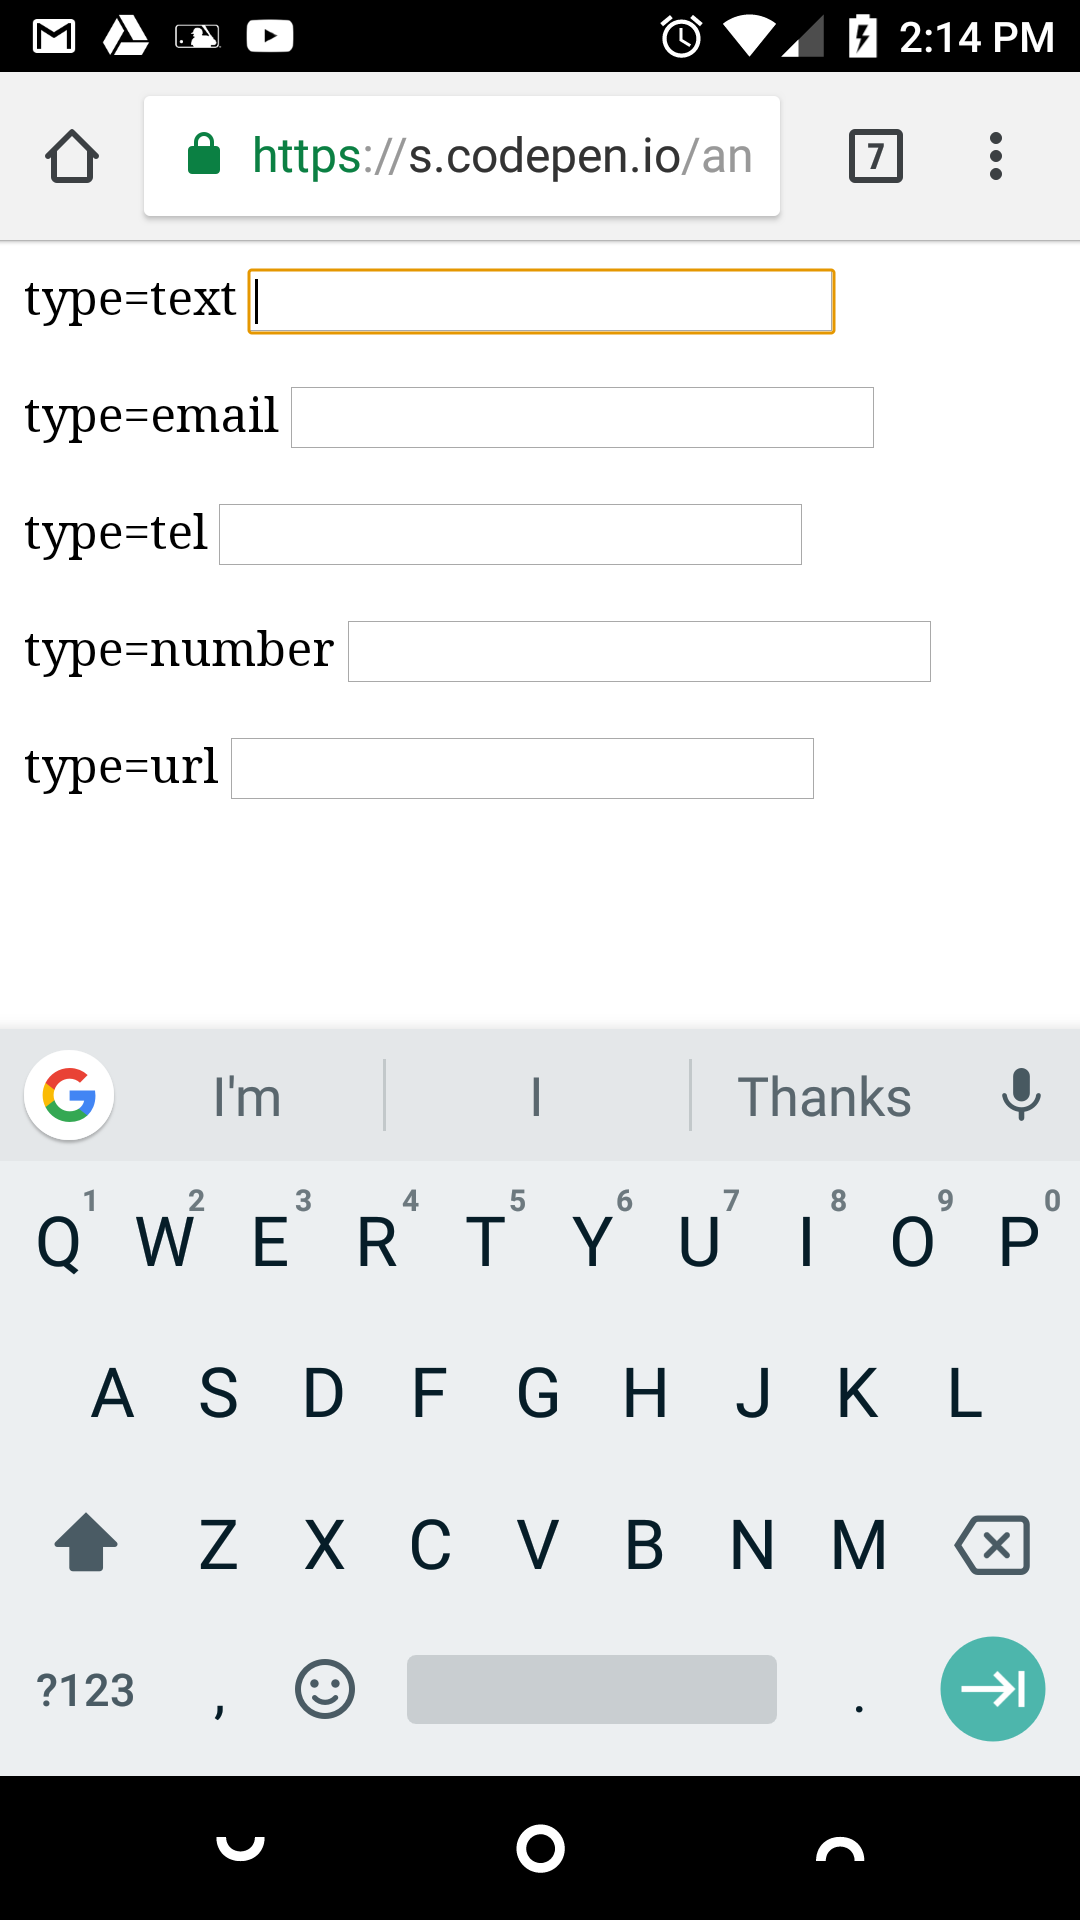 2:14 PM
https://s.codepen.io/an
7
type=text
type=email
type=tel
type=number
type=url
I'm I Thanks
1 2 3 4 5 6 7 8 9 0
Q W E R T Y U I O P
A S D F G H J K L
Z X C V B N M
?123 , .